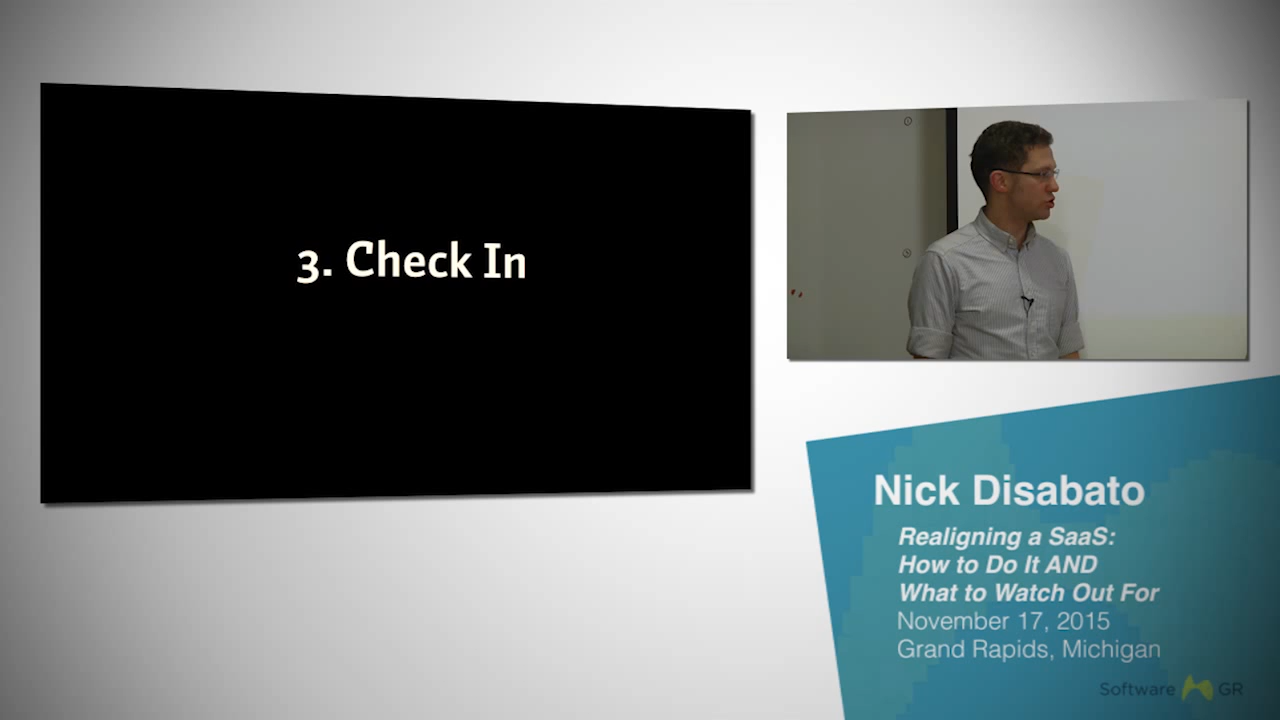 3. Check In
Nick Disabato
Realigning a SaaS:
How to Do It AND
What to Watch Out For
November 17, 2015
Grand Rapids, Michigan
Software GR